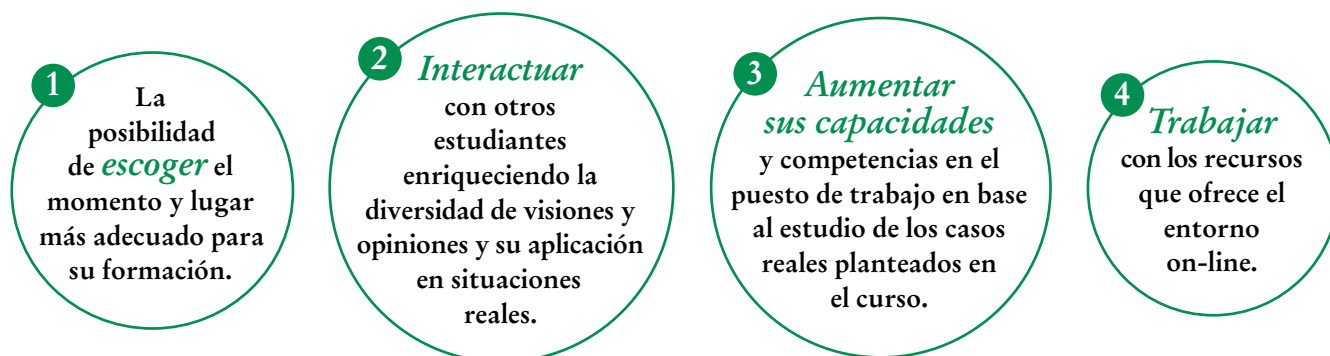 1
La
posibilidad
de escoger el
momento y lugar
más adecuado para
su formación.
2
Interactuar
con otros
estudiantes
enriqueciendo la
diversidad de visiones y
opiniones y su aplicación
en situaciones
reales.
3
Aumentar
sus capacidades
y competencias en el
puesto de trabajo en base
al estudio de los casos
reales planteados en
el curso.
4
Trabajar
con los recursos
que ofrece el
entorno
on-line.